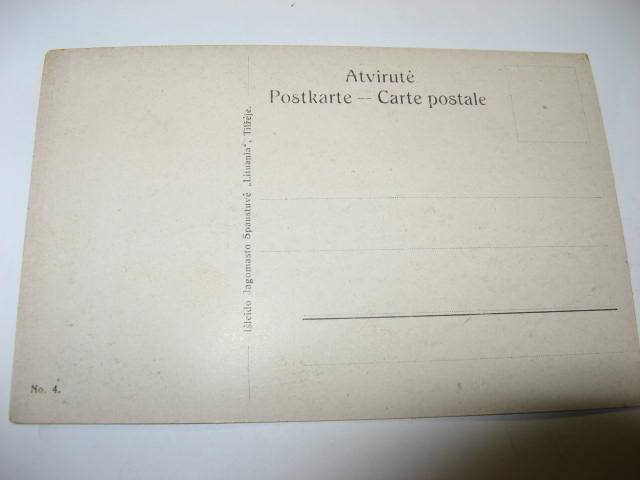 Atvirutė
Postkarte — Carte postale
Išleido Jagomasto Spaustuvė „Lituania“, Tilžėje.
No. 4.